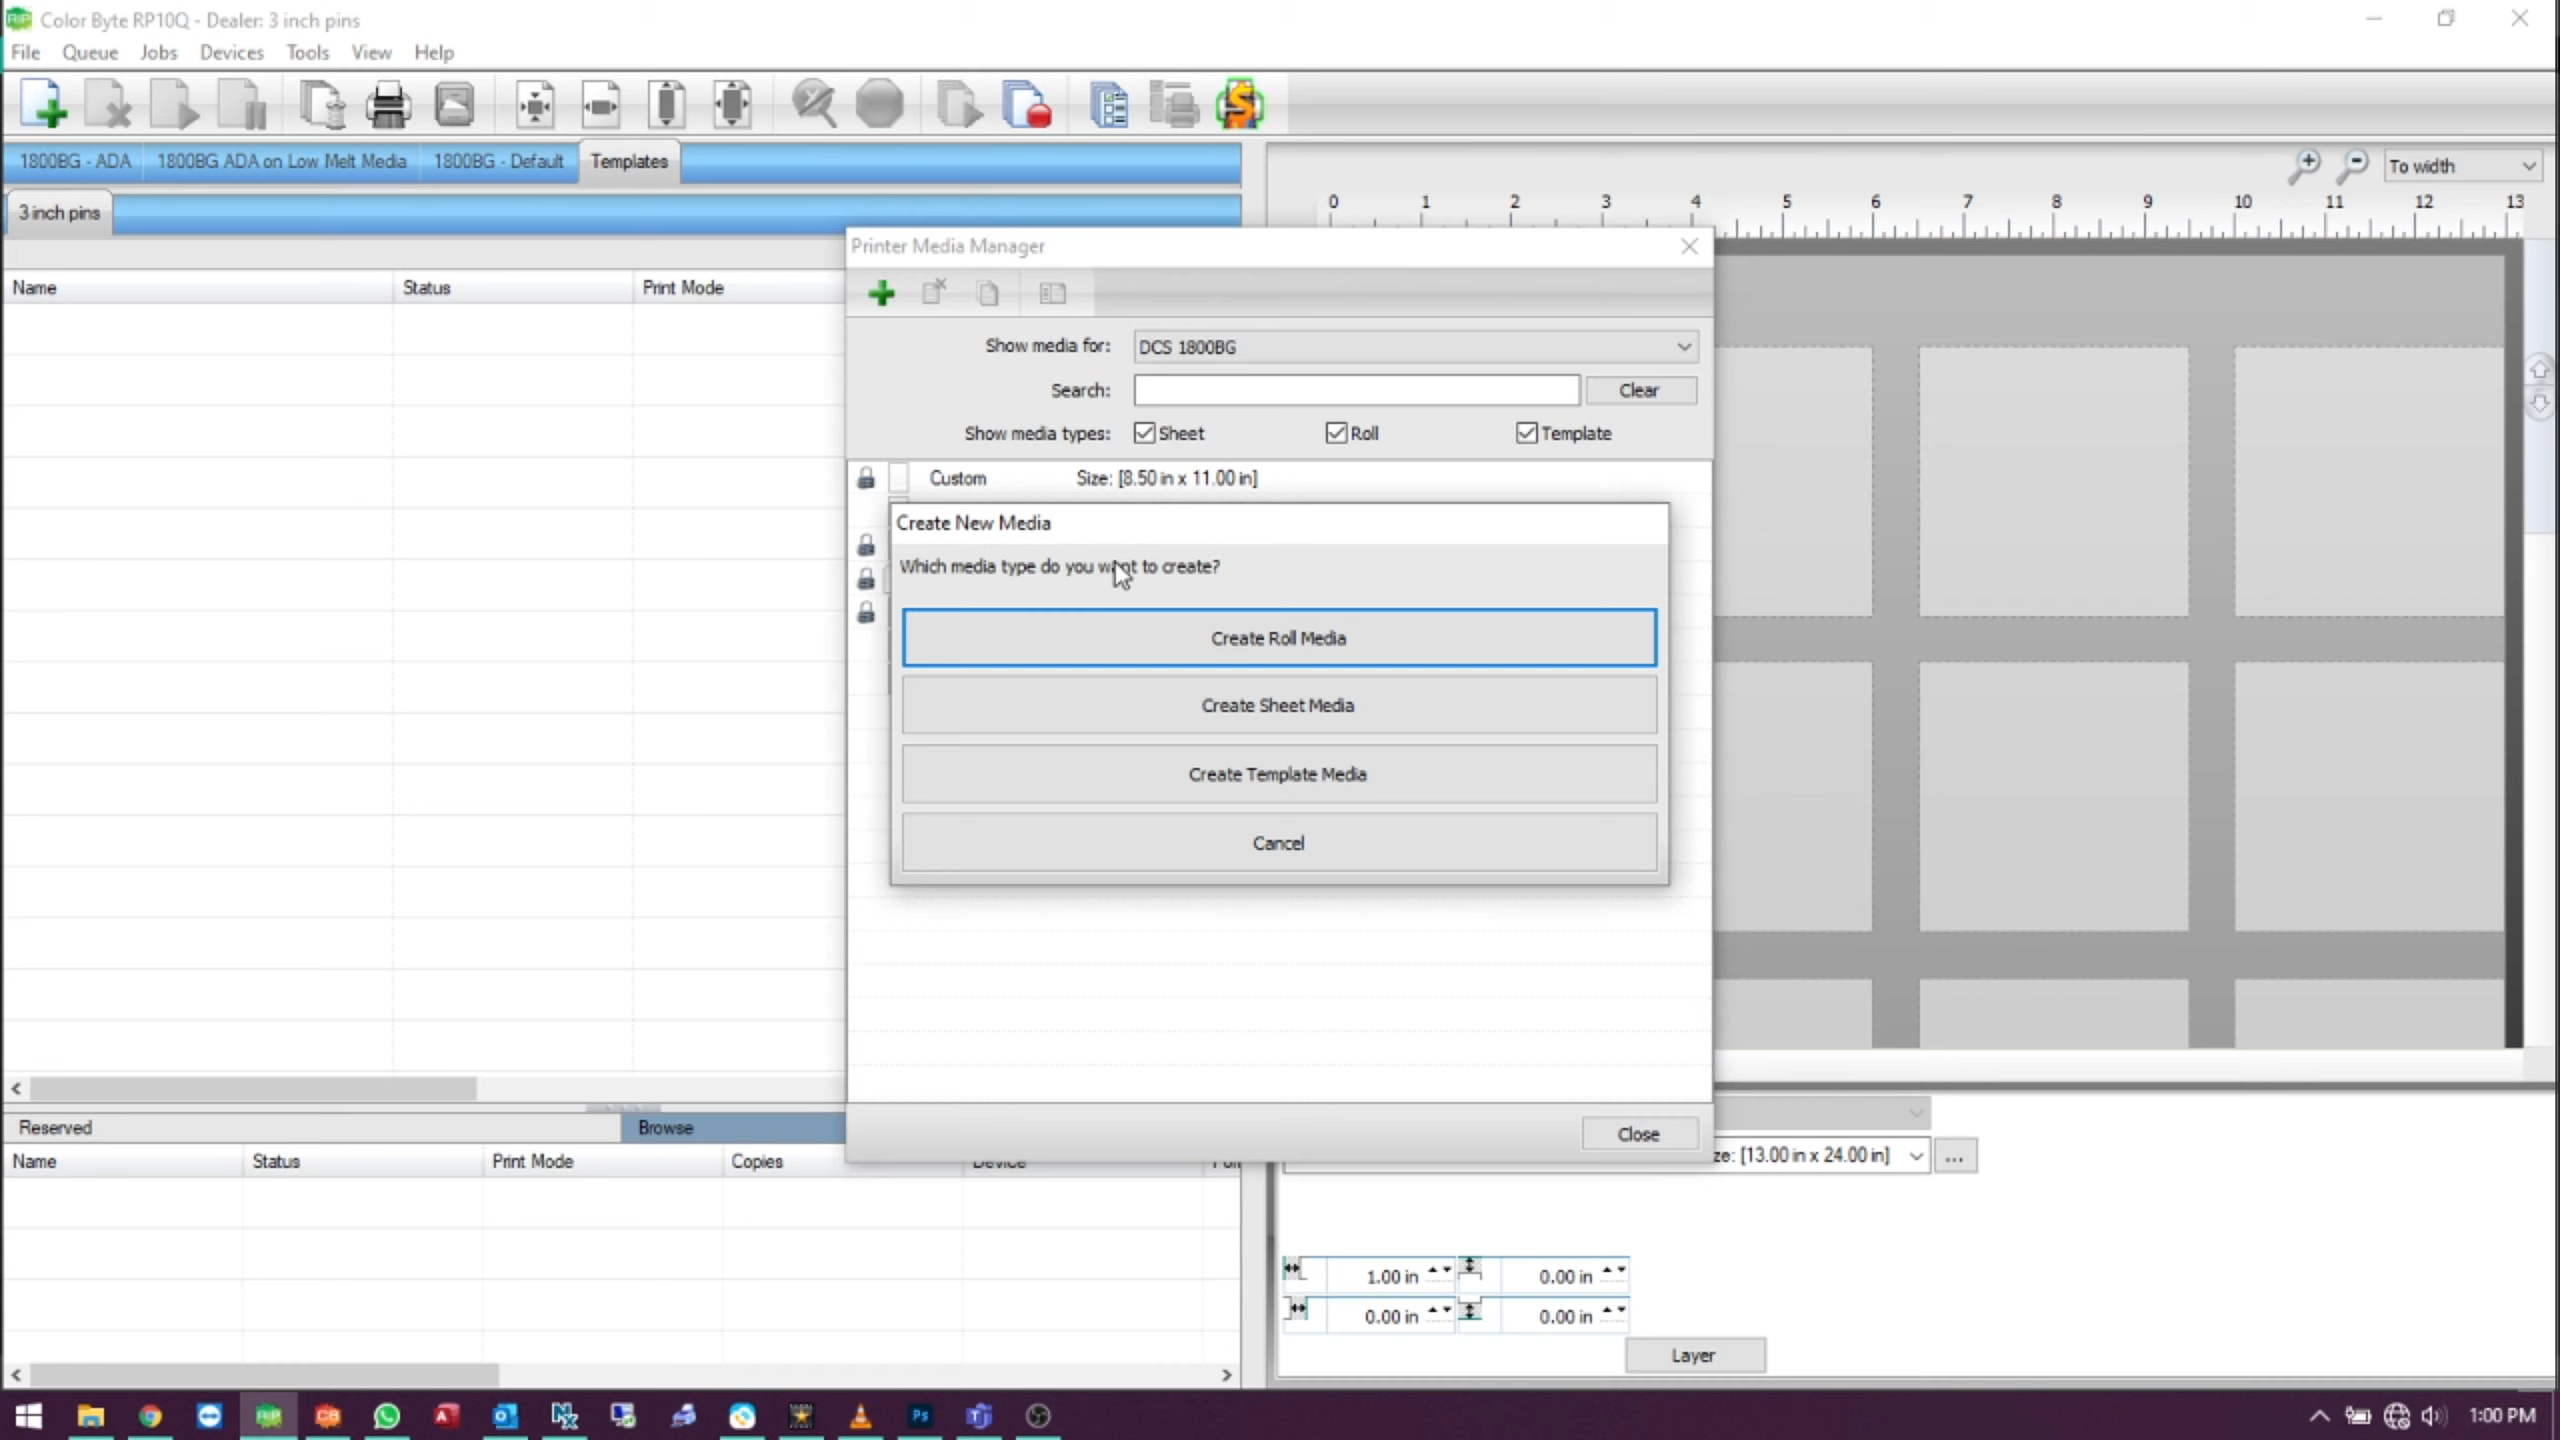 Color Byte RP10Q - Dealer: 3 inch pins
File Queue Jobs Devices Tools View Help
1800BG - ADA 1800BG ADA on Low Melt Media 1800BG - Default Templates
To width
3 inch pins
0 1 2 3 4 5 6 7 8 9 10 11 12 13
Printer Media Manager
Name Status Print Mode
Show media for: DCS 1800BG
Search: Clear
Show media types: Sheet Roll Template
Custom Size: [8.50 in x 11.00 in]
Create New Media
Which media type do you want to create?
Create Roll Media
Create Sheet Media
Create Template Media
Cancel
Close
Reserved Browse
ze: [13.00 in x 24.00 in] ...
Name Status Print Mode Copies Device
1.00 in 0.00 in
0.00 in 0.00 in
Layer
RIP CB Ps 1:00 PM